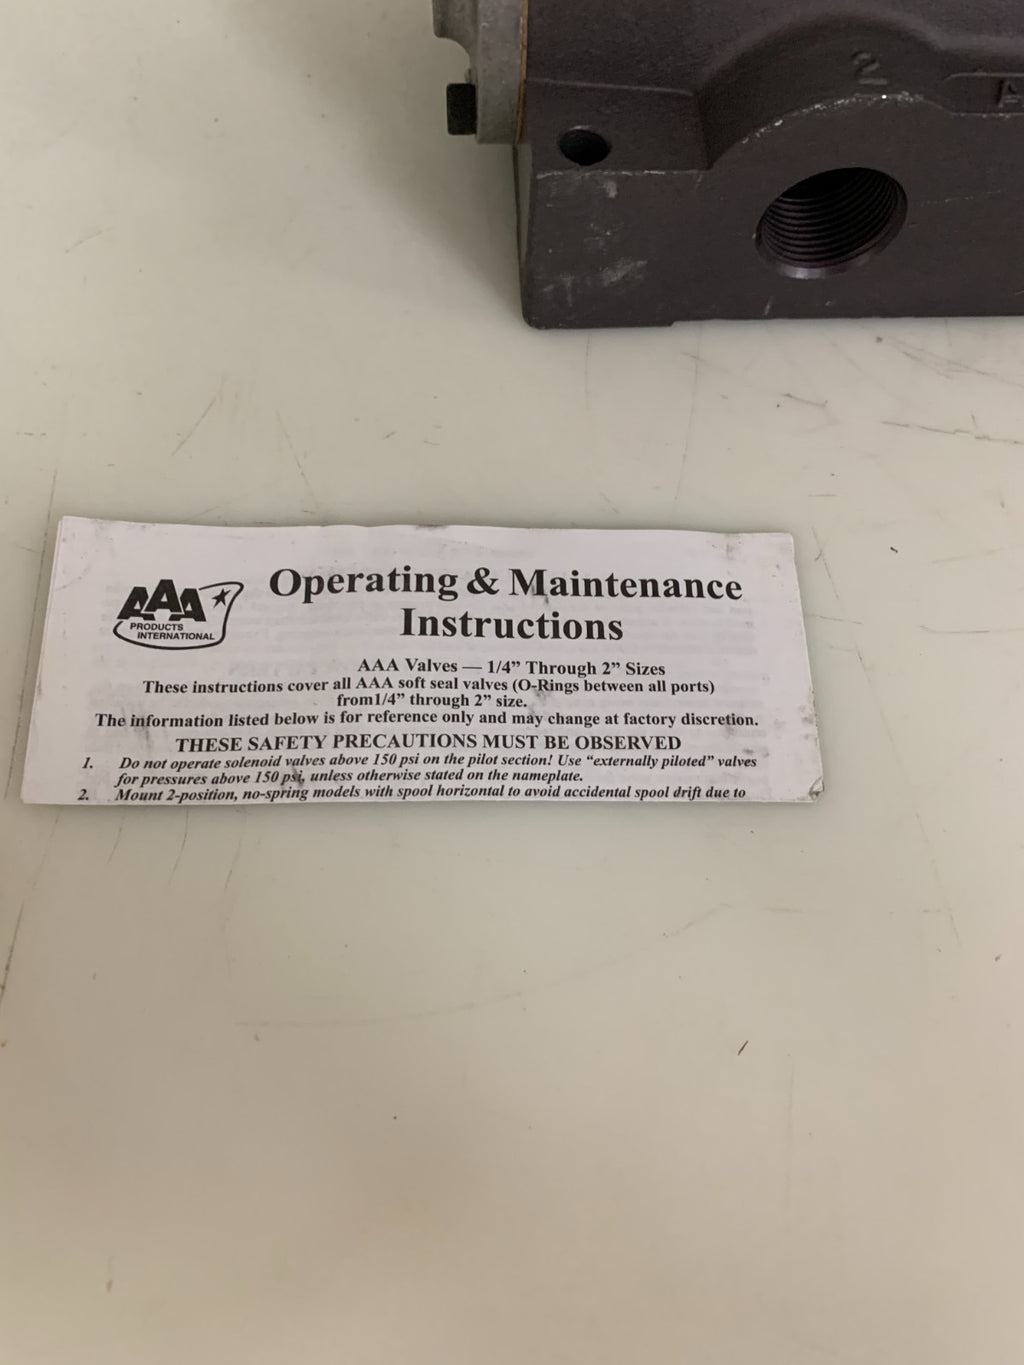 2
A
AAA
PRODUCTS
INTERNATIONAL
Operating & Maintenance
Instructions
AAA Valves — 1/4” Through 2” Sizes
These instructions cover all AAA soft seal valves (O-Rings between all ports)
from1/4” through 2” size.
The information listed below is for reference only and may change at factory discretion.
THESE SAFETY PRECAUTIONS MUST BE OBSERVED
1. Do not operate solenoid valves above 150 psi on the pilot section! Use “externally piloted” valves
for pressures above 150 psi, unless otherwise stated on the nameplate.
2. Mount 2-position, no-spring models with spool horizontal to avoid accidental spool drift due to